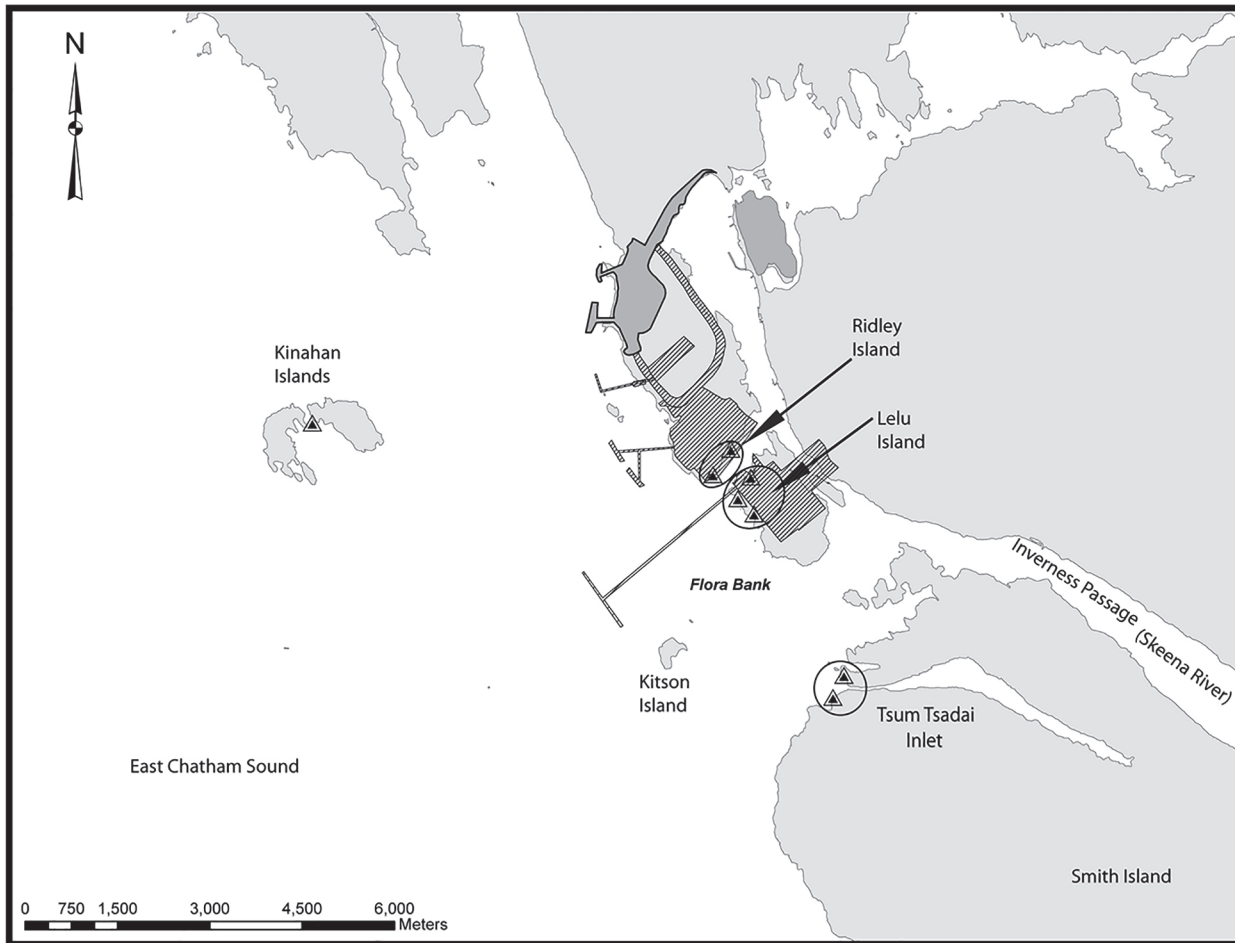 N
Ridley
Island
Kinahan
Islands
Lelu
Island
Inverness Passage
(Skeena River)
Flora Bank
Kitson
Island
Tsum Tsadai
Inlet
East Chatham Sound
Smith Island
0 750 1,500 3,000 4,500 6,000
Meters